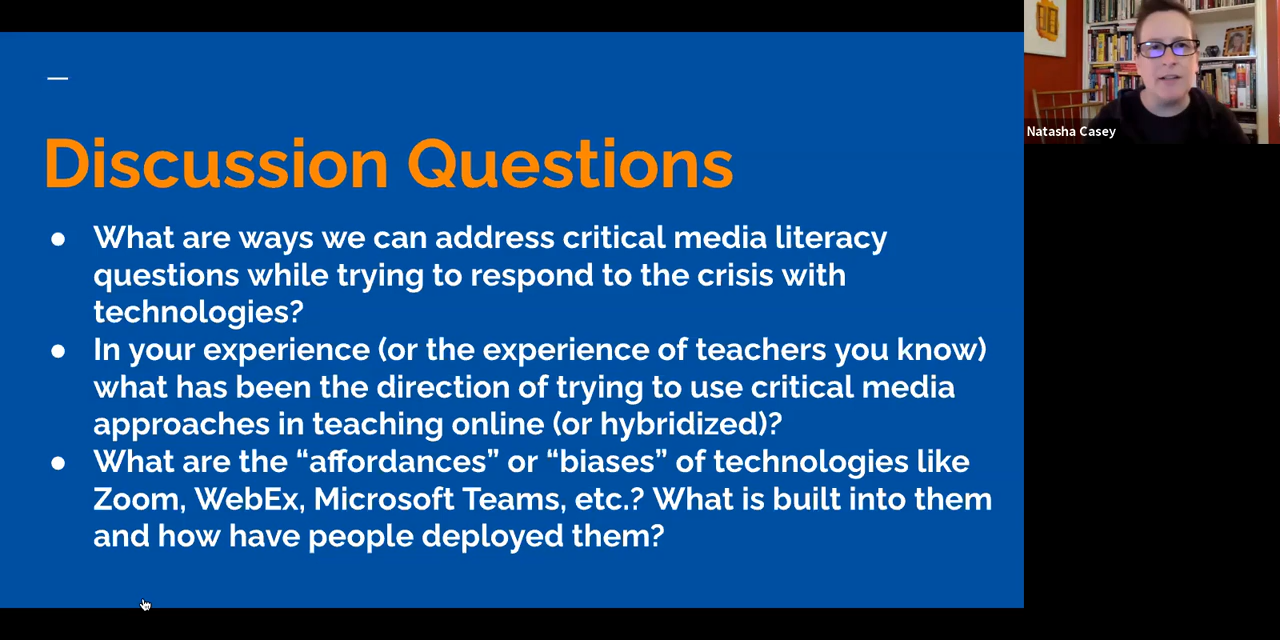 Discussion Questions
● What are ways we can address critical media literacy
questions while trying to respond to the crisis with
technologies?
● In your experience (or the experience of teachers you know)
what has been the direction of trying to use critical media
approaches in teaching online (or hybridized)?
● What are the “affordances” or “biases” of technologies like
Zoom, WebEx, Microsoft Teams, etc.? What is built into them
and how have people deployed them?
Natasha Casey